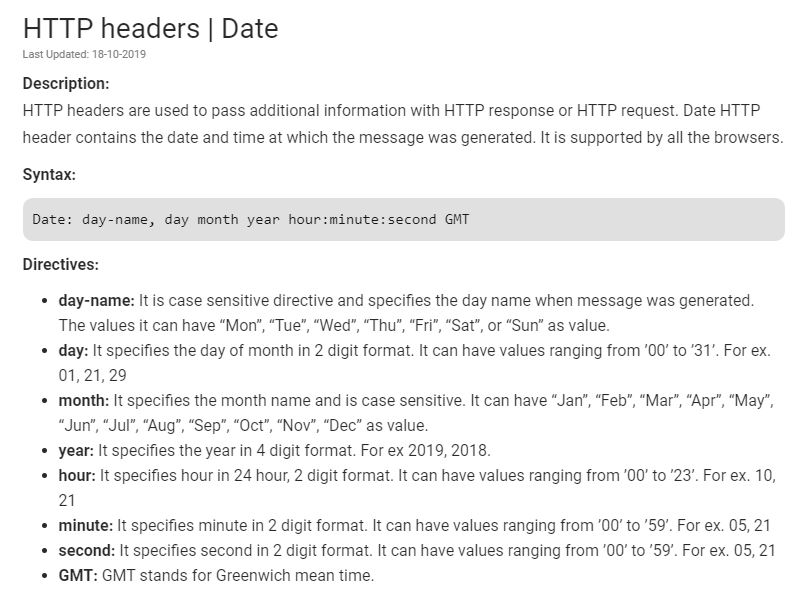 HTTP headers | Date
Last Updated: 18-10-2019
Description:
HTTP headers are used to pass additional information with HTTP response or HTTP request. Date HTTP
header contains the date and time at which the message was generated. It is supported by all the browsers.
Syntax:
Date: day-name, day month year hour:minute:second GMT
Directives:
• day-name: It is case sensitive directive and specifies the day name when message was generated.
The values it can have “Mon”, “Tue”, “Wed”, “Thu”, “Fri”, “Sat”, or “Sun” as value.
• day: It specifies the day of month in 2 digit format. It can have values ranging from ’00’ to ’31’. For ex.
01, 21, 29
• month: It specifies the month name and is case sensitive. It can have “Jan”, “Feb”, “Mar”, “Apr”, “May”,
“Jun”, “Jul”, “Aug”, “Sep”, “Oct”, “Nov”, “Dec” as value.
• year: It specifies the year in 4 digit format. For ex 2019, 2018.
• hour: It specifies hour in 24 hour, 2 digit format. It can have values ranging from ’00’ to ’23’. For ex. 10,
21
• minute: It specifies minute in 2 digit format. It can have values ranging from ’00’ to ’59’. For ex. 05, 21
• second: It specifies second in 2 digit format. It can have values ranging from ’00’ to ’59’. For ex. 05, 21
• GMT: GMT stands for Greenwich mean time.